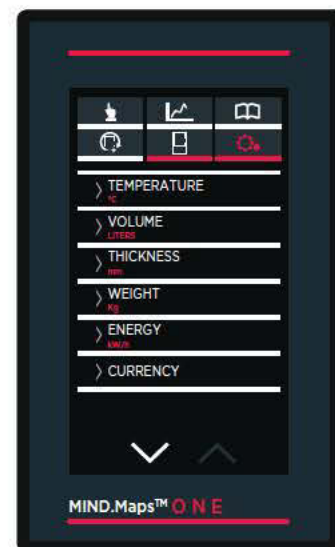 TEMPERATURE
°C
VOLUME
LITERS
THICKNESS
mm
WEIGHT
Kg
ENERGY
kW/h
CURRENCY
MIND.Maps™ ONE